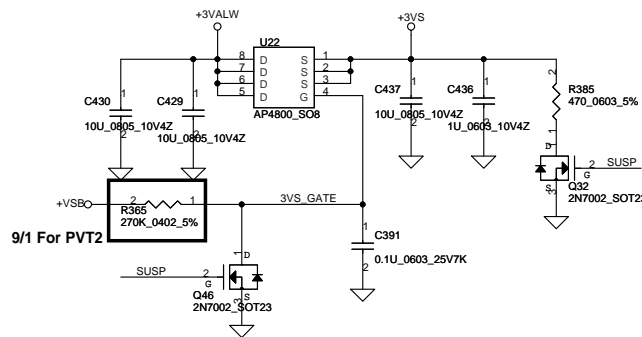 +3VALW
+3VS
U22
8 D S 1
7 D S 2
6 D S 3
5 D G 4
AP4800_SO8
C430
10U_0805_10V4Z
1
2
C429
10U_0805_10V4Z
1
2
C437
10U_0805_10V4Z
1
2
C436
1U_0603_10V4Z
1
2
R385
470_0603_5%
2
1
D
1
SUSP
2
G
S
3
Q32
2N7002_SOT23
+VSB
2
1
R365
270K_0402_5%
9/1 For PVT2
3VS_GATE
C391
0.1U_0603_25V7K
1
2
SUSP
2
G
1
D
3
S
Q46
2N7002_SOT23